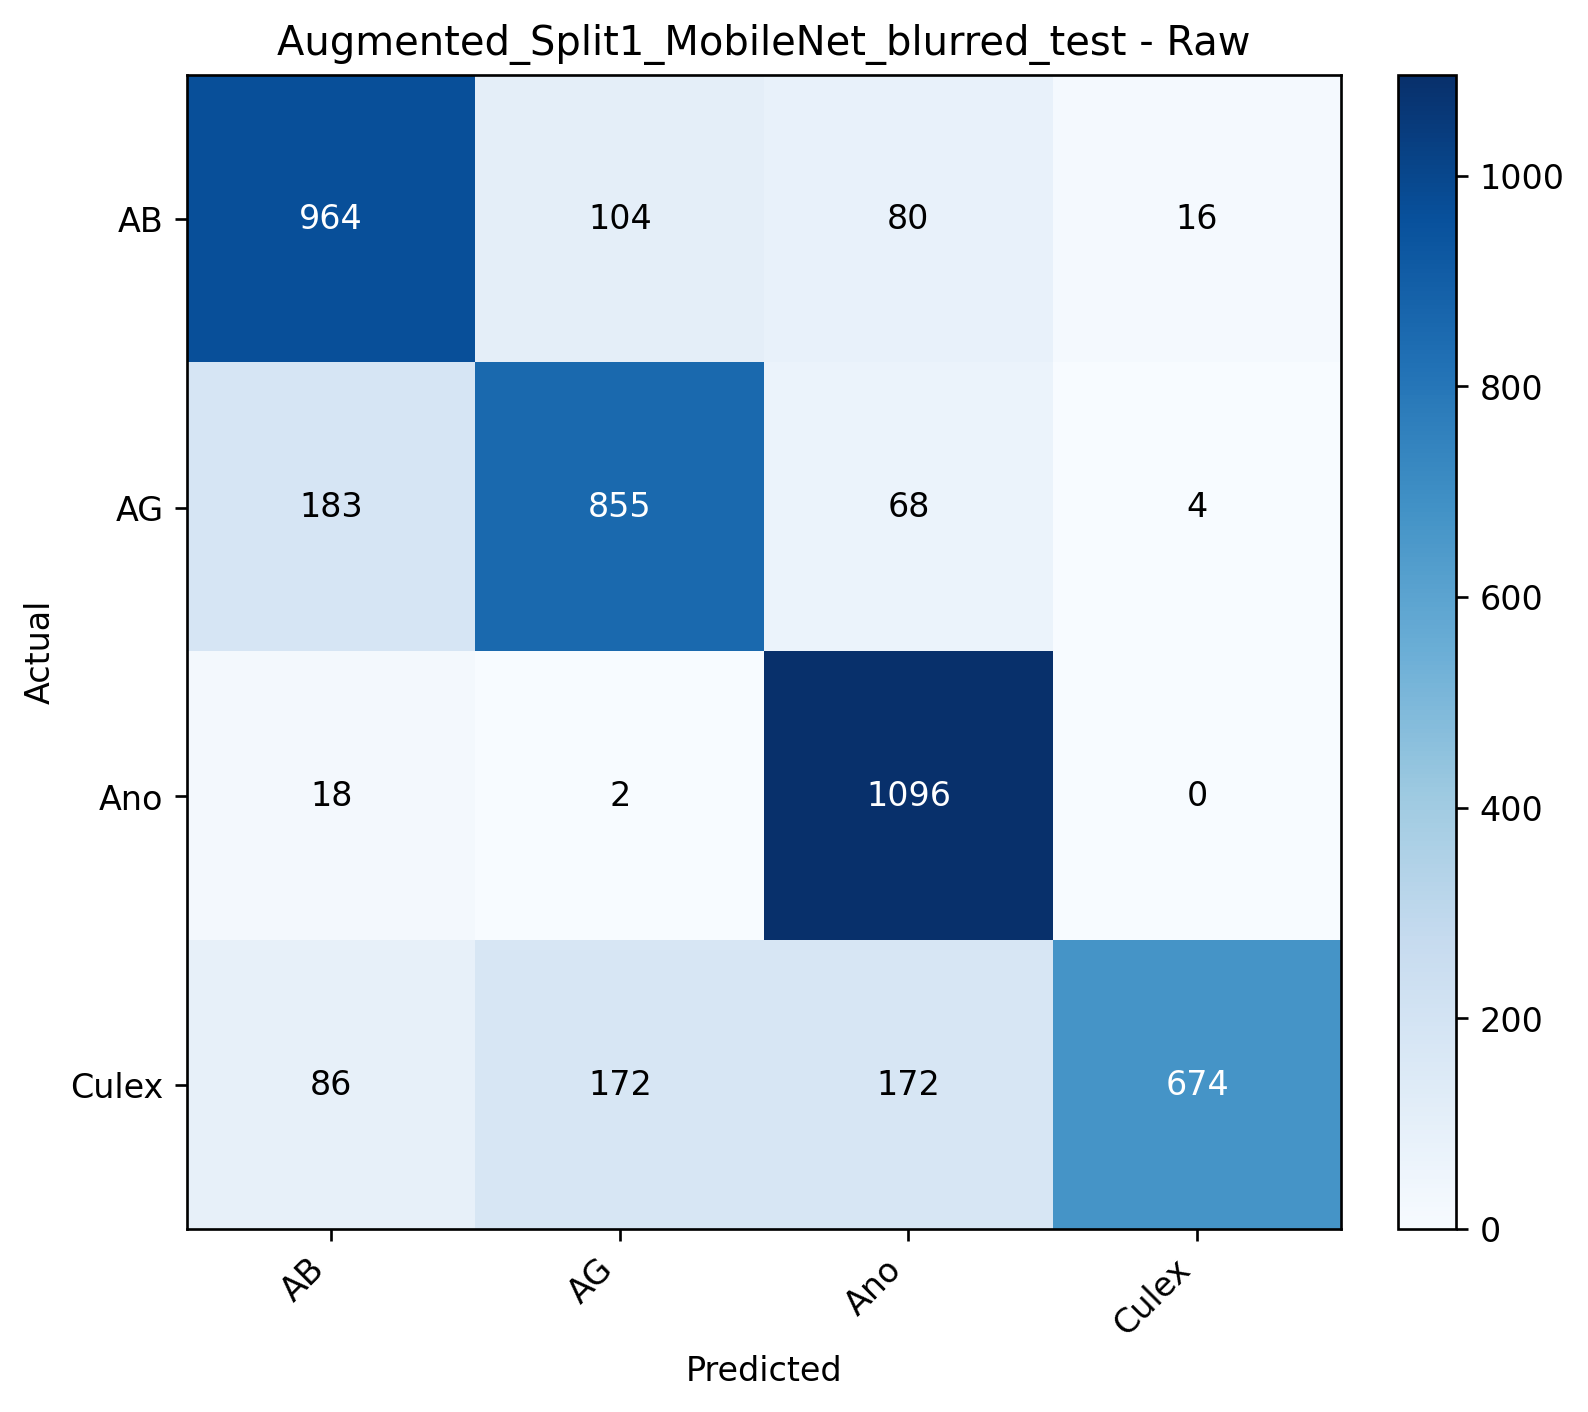 Augmented_Split1_MobileNet_blurred_test - Raw
Actual
AB 964 104 80 16
AG 183 855 68 4
Ano 18 2 1096 0
Culex 86 172 172 674
AB AG Ano Culex
Predicted
1000
800
600
400
200
0